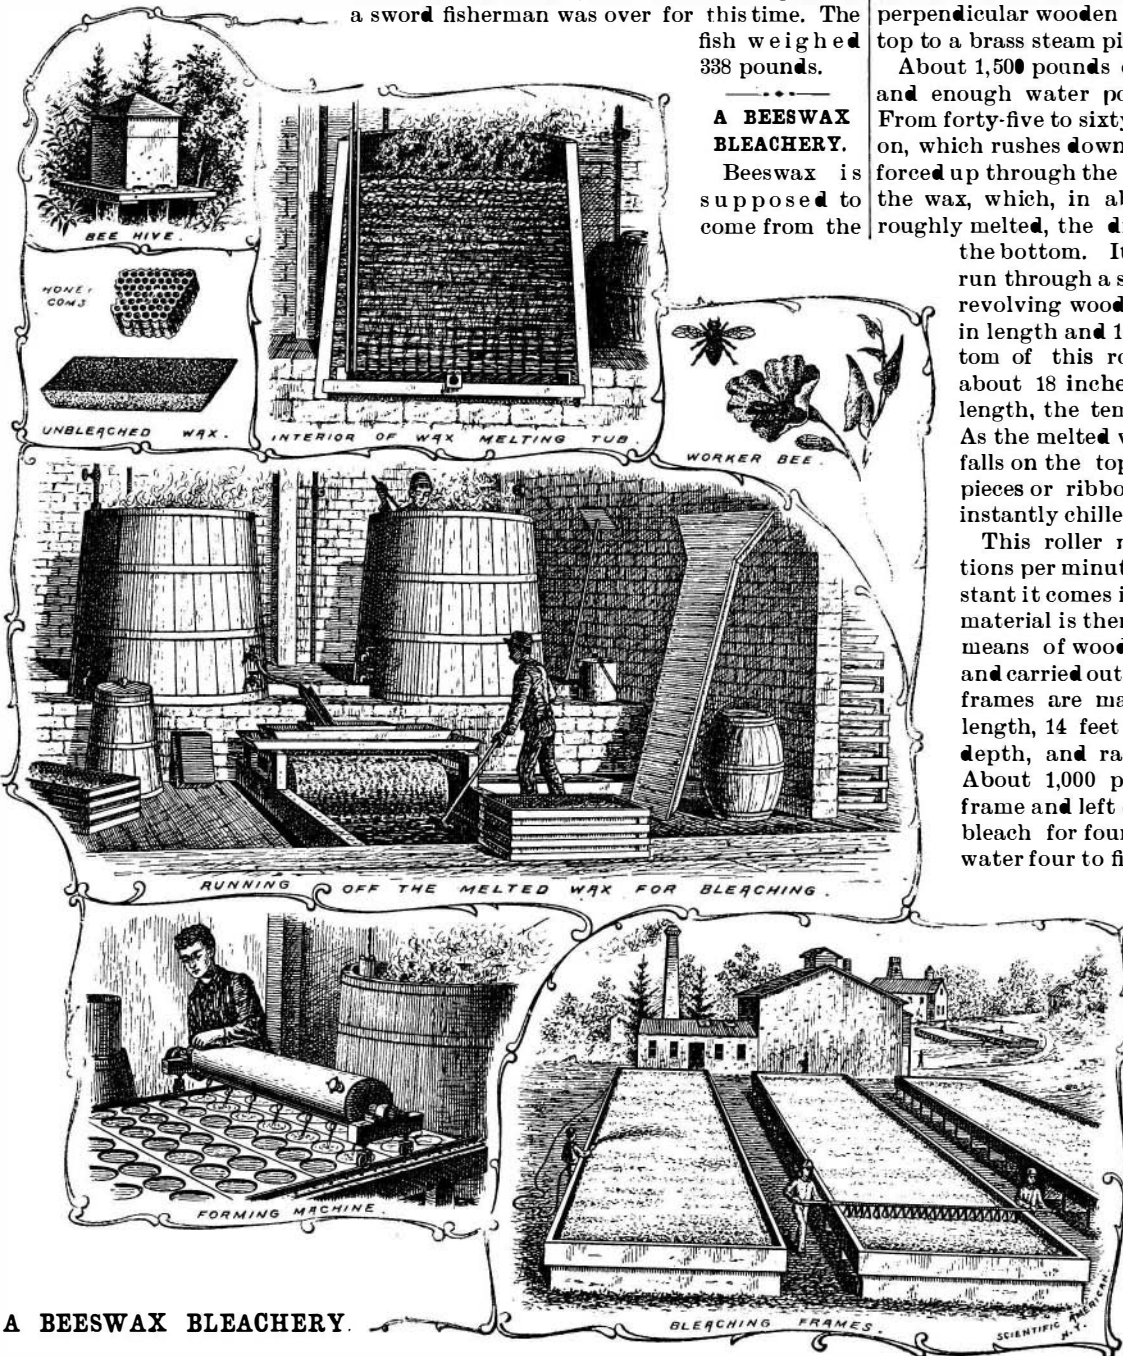 a sword fisherman was over for this time. The
fish weighed
338 pounds.
A BEESWAX
BLEACHERY.
Beeswax is
supposed to
come from the
perpendicular wooden
top to a brass steam pi
About 1,500 pounds
and enough water po
From forty-five to sixty
on, which rushes down
forced up through the
the wax, which, in al
roughly melted, the di
the bottom. It
run through a s
revolving wood
in length and 1
tom of this ro
about 18 inche
length, the tem
As the melted v
falls on the top
pieces or ribbo
instantly chille
This roller r
tions per minut
stant it comes i
material is ther
means of wood
and carried out
frames are ma
length, 14 feet
depth, and ra
About 1,000 p
frame and left
bleach for four
water four to fi
BEE HIVE.
HONEY
COMB
UNBLEACHED WAX.
INTERIOR OF WAX MELTING TUB.
WORKER BEE.
RUNNING OFF THE MELTED WAX FOR BLEACHING.
FORMING MACHINE.
BLEACHING FRAMES.
SCIENTIFIC AMERICAN
N.Y.
A BEESWAX BLEACHERY.